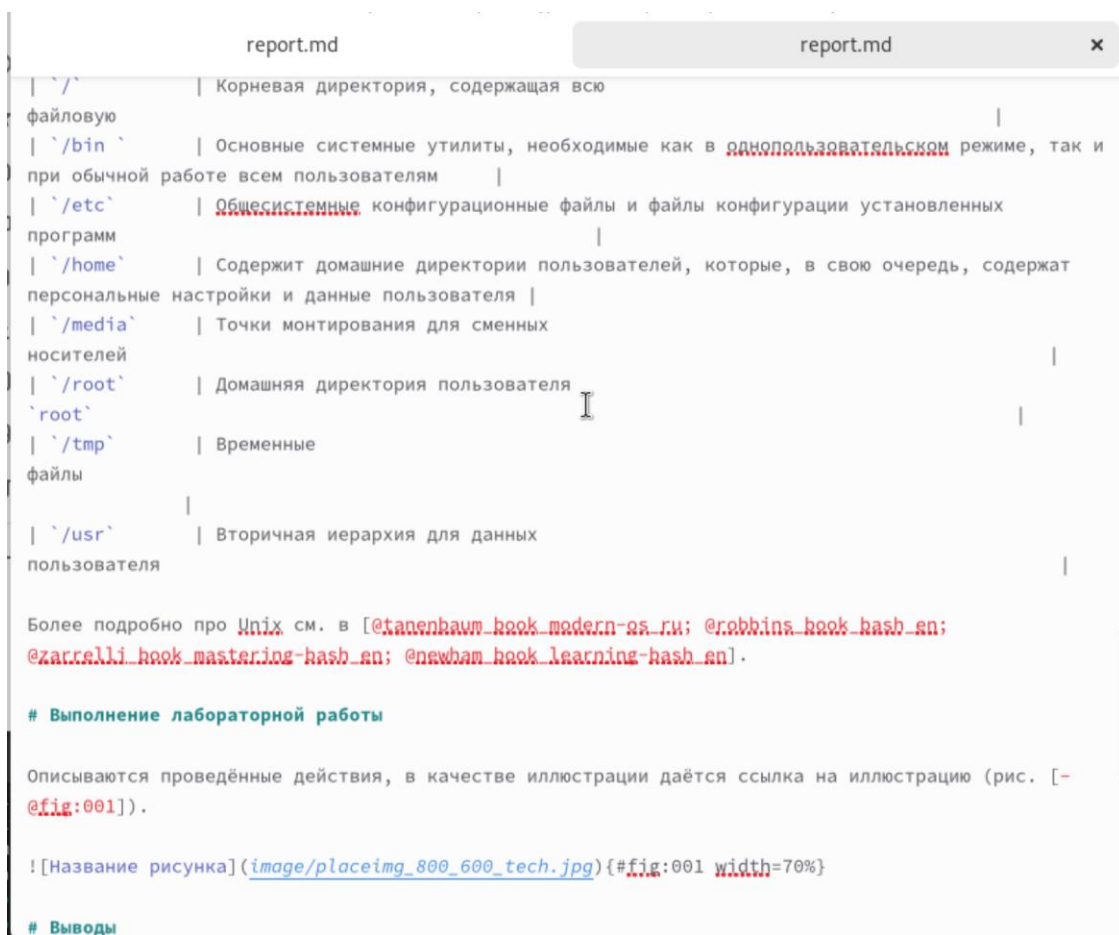 report.md
report.md ×
| `/` | Корневая директория, содержащая всю
файловую |
| `/bin ` | Основные системные утилиты, необходимые как в однопользовательском режиме, так и
при обычной работе всем пользователям |
| `/etc` | Общесистемные конфигурационные файлы и файлы конфигурации установленных
программ |
| `/home` | Содержит домашние директории пользователей, которые, в свою очередь, содержат
персональные настройки и данные пользователя |
| `/media` | Точки монтирования для сменных
носителей |
| `/root` | Домашняя директория пользователя
`root` |
| `/tmp` | Временные
файлы
|
| `/usr` | Вторичная иерархия для данных
пользователя |
Более подробно про Unix см. в [@tanenbaum_book_modern-os_ru; @robbins_book_bash_en;
@zarrelli_book_mastering-bash_en; @newham_book_learning-bash_en].
# Выполнение лабораторной работы
Описываются проведённые действия, в качестве иллюстрации даётся ссылка на иллюстрацию (рис. [-
@fig:001]).
![Название рисунка](image/placeimg_800_600_tech.jpg){#fig:001 width=70%}
# Выводы